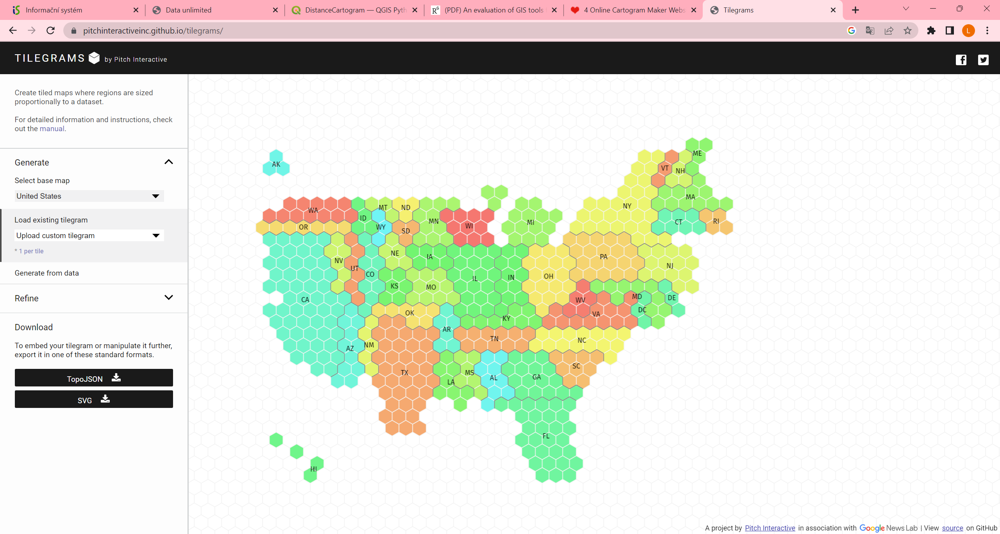 Informační systém
Data unlimited
DistanceCartogram — QGIS Pyth
(PDF) An evaluation of GIS tools
4 Online Cartogram Maker Webs
Tilegrams
pitchinteractiveinc.github.io/tilegrams/
L
TILEGRAMS by Pitch Interactive
Create tiled maps where regions are sized
proportionally to a dataset.
For detailed information and instructions, check
out the manual.
Generate
Select base map
United States
Load existing tilegram
Upload custom tilegram
* 1 per tile
Generate from data
Refine
Download
To embed your tilegram or manipulate it further,
export it in one of these standard formats.
TopoJSON
SVG
ME
AK
VT
NH
MA
NY
MT
ND
WA
ID
MN
WI
MI
CT
RI
OR
WY
SD
NE
IA
PA
NV
UT
NJ
CO
OH
IL
IN
KS
MO
CA
WV
MD
DE
OK
DC
VA
KY
AR
TN
NC
AZ
NM
SC
TX
MS
LA
AL
GA
FL
HI
A project by Pitch Interactive in association with Google News Lab | View source on GitHub